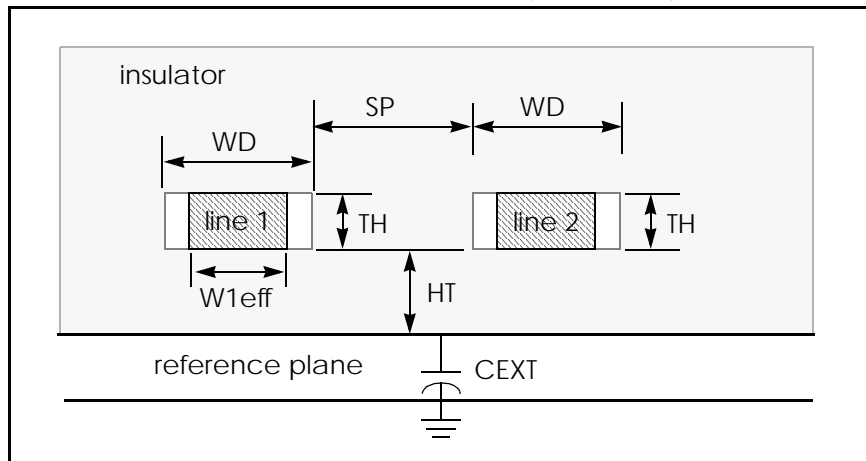 insulator
SP
WD
WD
line 1
TH
line 2
TH
W1eff
HT
reference plane
CEXT